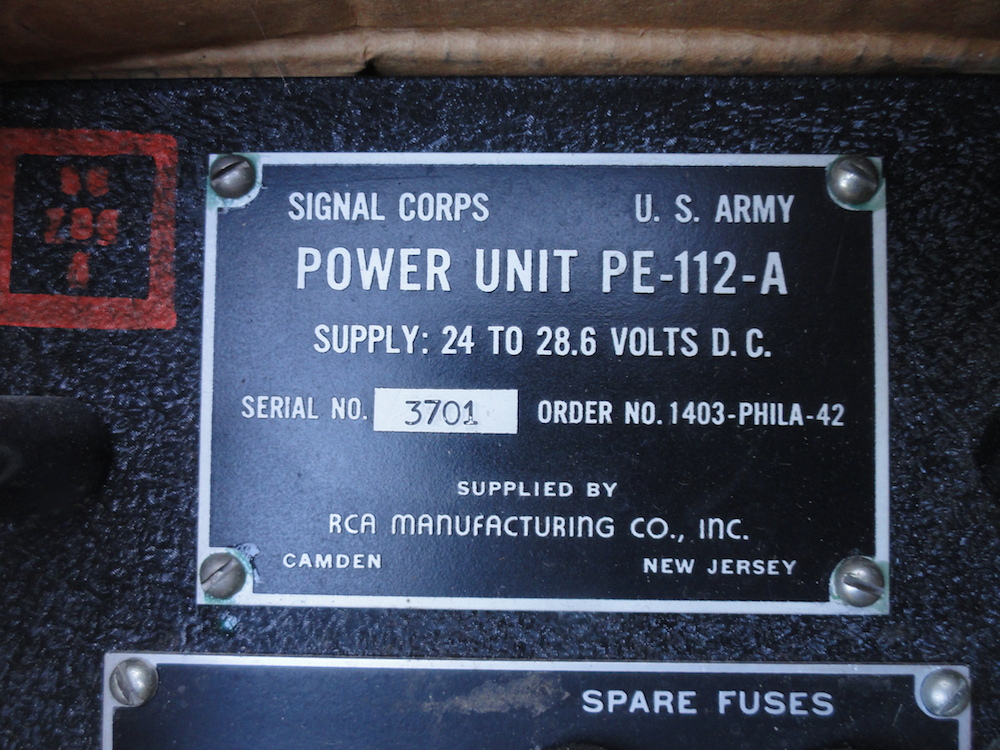 SIGNAL CORPS U. S. ARMY
POWER UNIT PE-112-A
SUPPLY: 24 TO 28.6 VOLTS D. C.
SERIAL NO. 3701 ORDER NO. 1403-PHILA-42
SUPPLIED BY
RCA MANUFACTURING CO., INC.
CAMDEN NEW JERSEY
SPARE FUSES